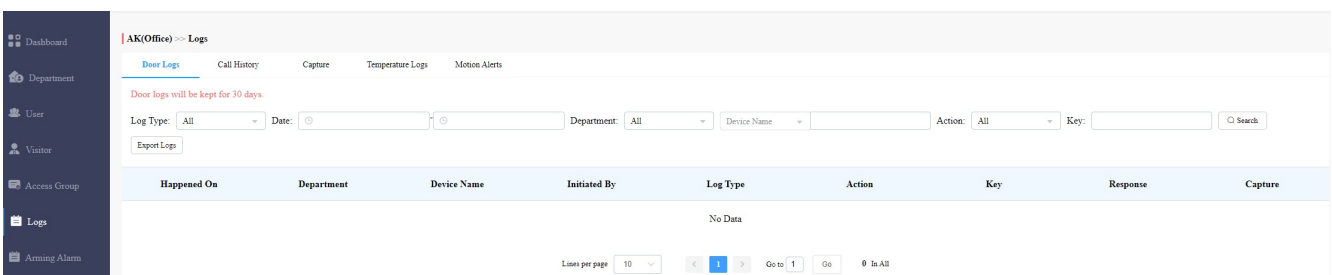 Dashboard
Department
User
Visitor
Access Group
Logs
Arming Alarm
AK(Office) >> Logs
Door Logs Call History Capture Temperature Logs Motion Alerts
Door logs will be kept for 30 days.
Log Type: All Date: - Department: All Device Name Action: All Key: Search
Export Logs
Happened On Department Device Name Initiated By Log Type Action Key Response Capture
No Data
Lines per page 10 < 1 > Go to 1 Go 0 In All